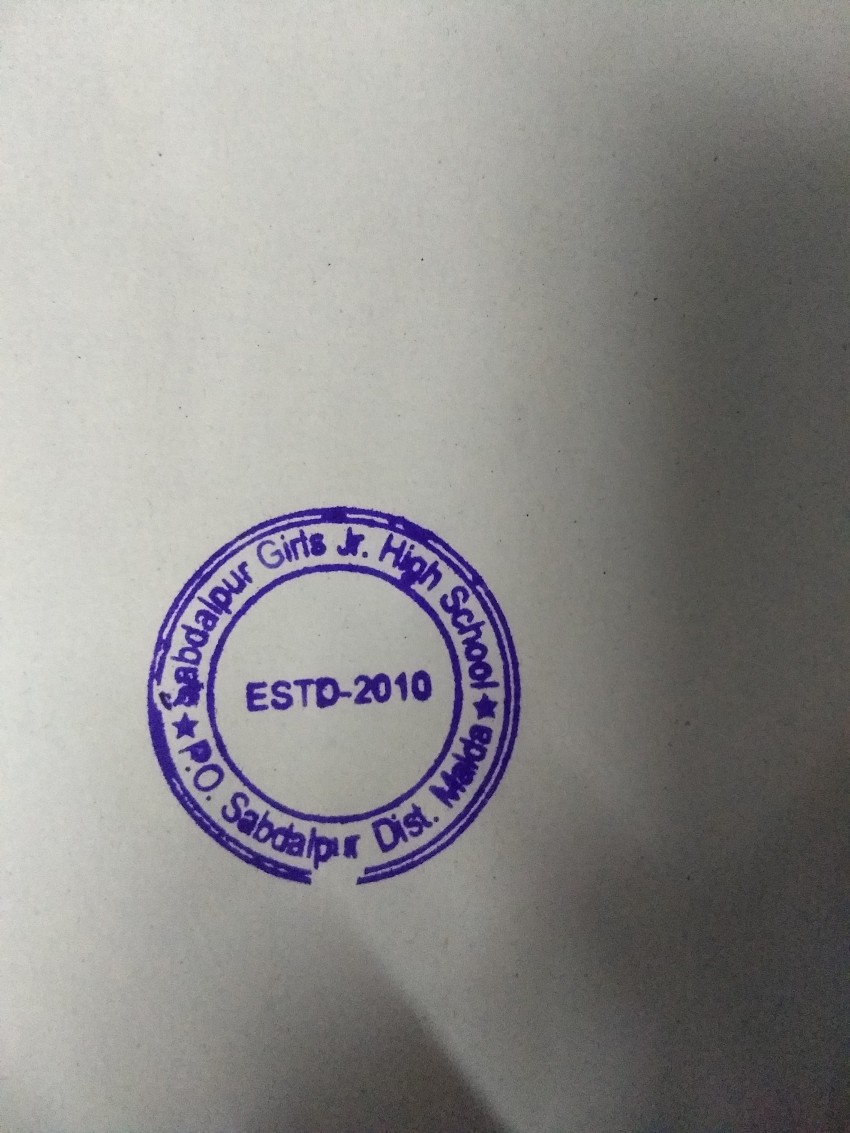 Sabdalpur Girls Jr. High School
ESTD-2010
★ P.O. Sabdalpur Dist. Malda ★